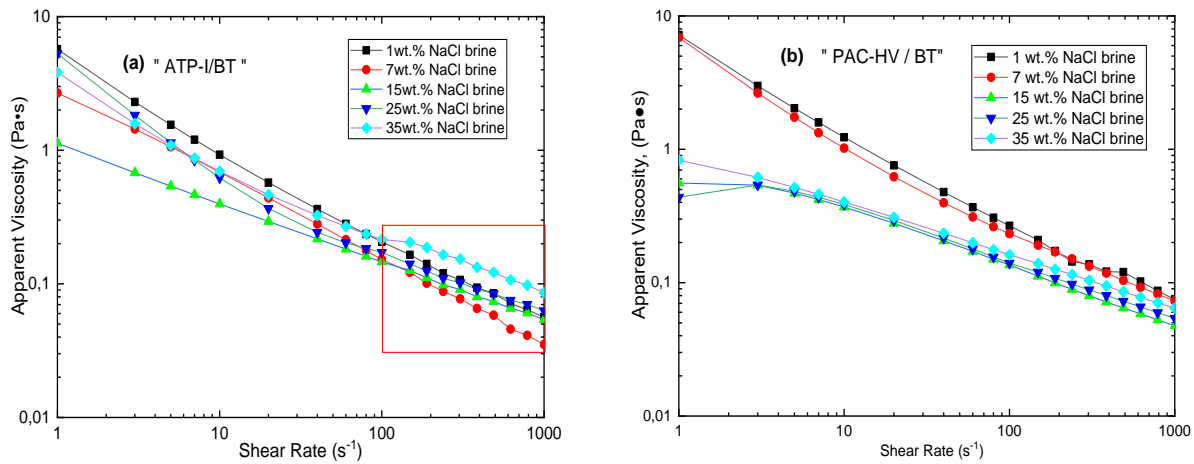 (a) " ATP-I/BT "
1wt.% NaCl brine
7wt.% NaCl brine
15wt.% NaCl brine
25wt.% NaCl brine
35wt.% NaCl brine
Apparent Viscosity (Pa•s)
10
1
0,1
0,01
1
10
100
1000
Shear Rate (s⁻¹)
(b) " PAC-HV / BT"
1 wt.% NaCl brine
7 wt.% NaCl brine
15 wt.% NaCl brine
25 wt.% NaCl brine
35 wt.% NaCl brine
Apparent Viscosity, (Pa●s)
10
1
0,1
0,01
1
10
100
1000
Shear Rate (s⁻¹)